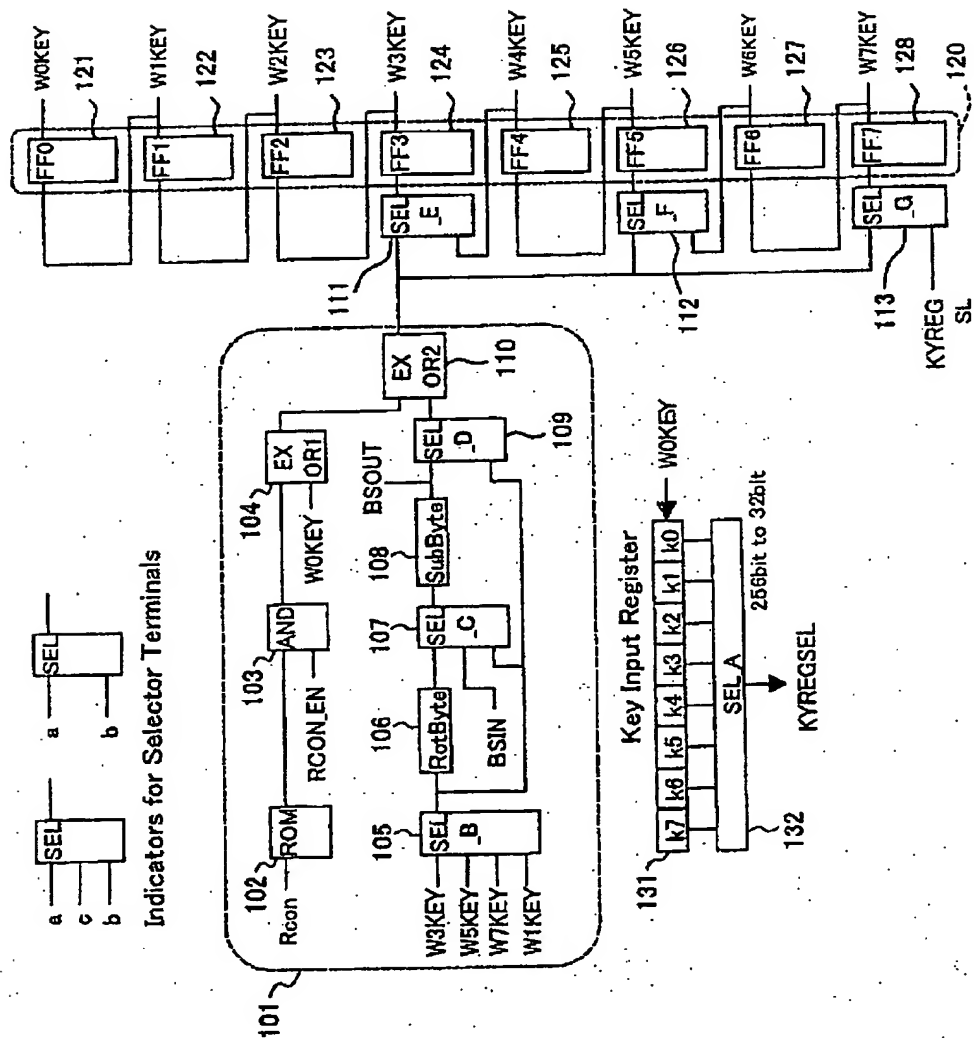 a
c
b
SEL
a
b
SEL
Indicators for Selector Terminals
101
Rcon
102
ROM
103
AND
RCON_EN
104
EX
OR1
W0KEY
W3KEY
W5KEY
W7KEY
W1KEY
105
SEL
_B
106
RotByte
BSIN
107
SEL
_C
108
SubByte
BSOUT
SEL
_D
109
EX
OR2
110
111
SEL
_E
112
SEL
_F
113
SEL
_G
KYREG
SL
FF0
W0KEY
121
FF1
W1KEY
122
FF2
W2KEY
123
FF3
W3KEY
124
FF4
W4KEY
125
FF5
W5KEY
126
FF6
W6KEY
127
FF7
W7KEY
128
120
Key Input Register
131
k7 k6 k5 k4 k3 k2 k1 k0
W0KEY
132
SEL_A
256bit to 32bit
KYREGSEL